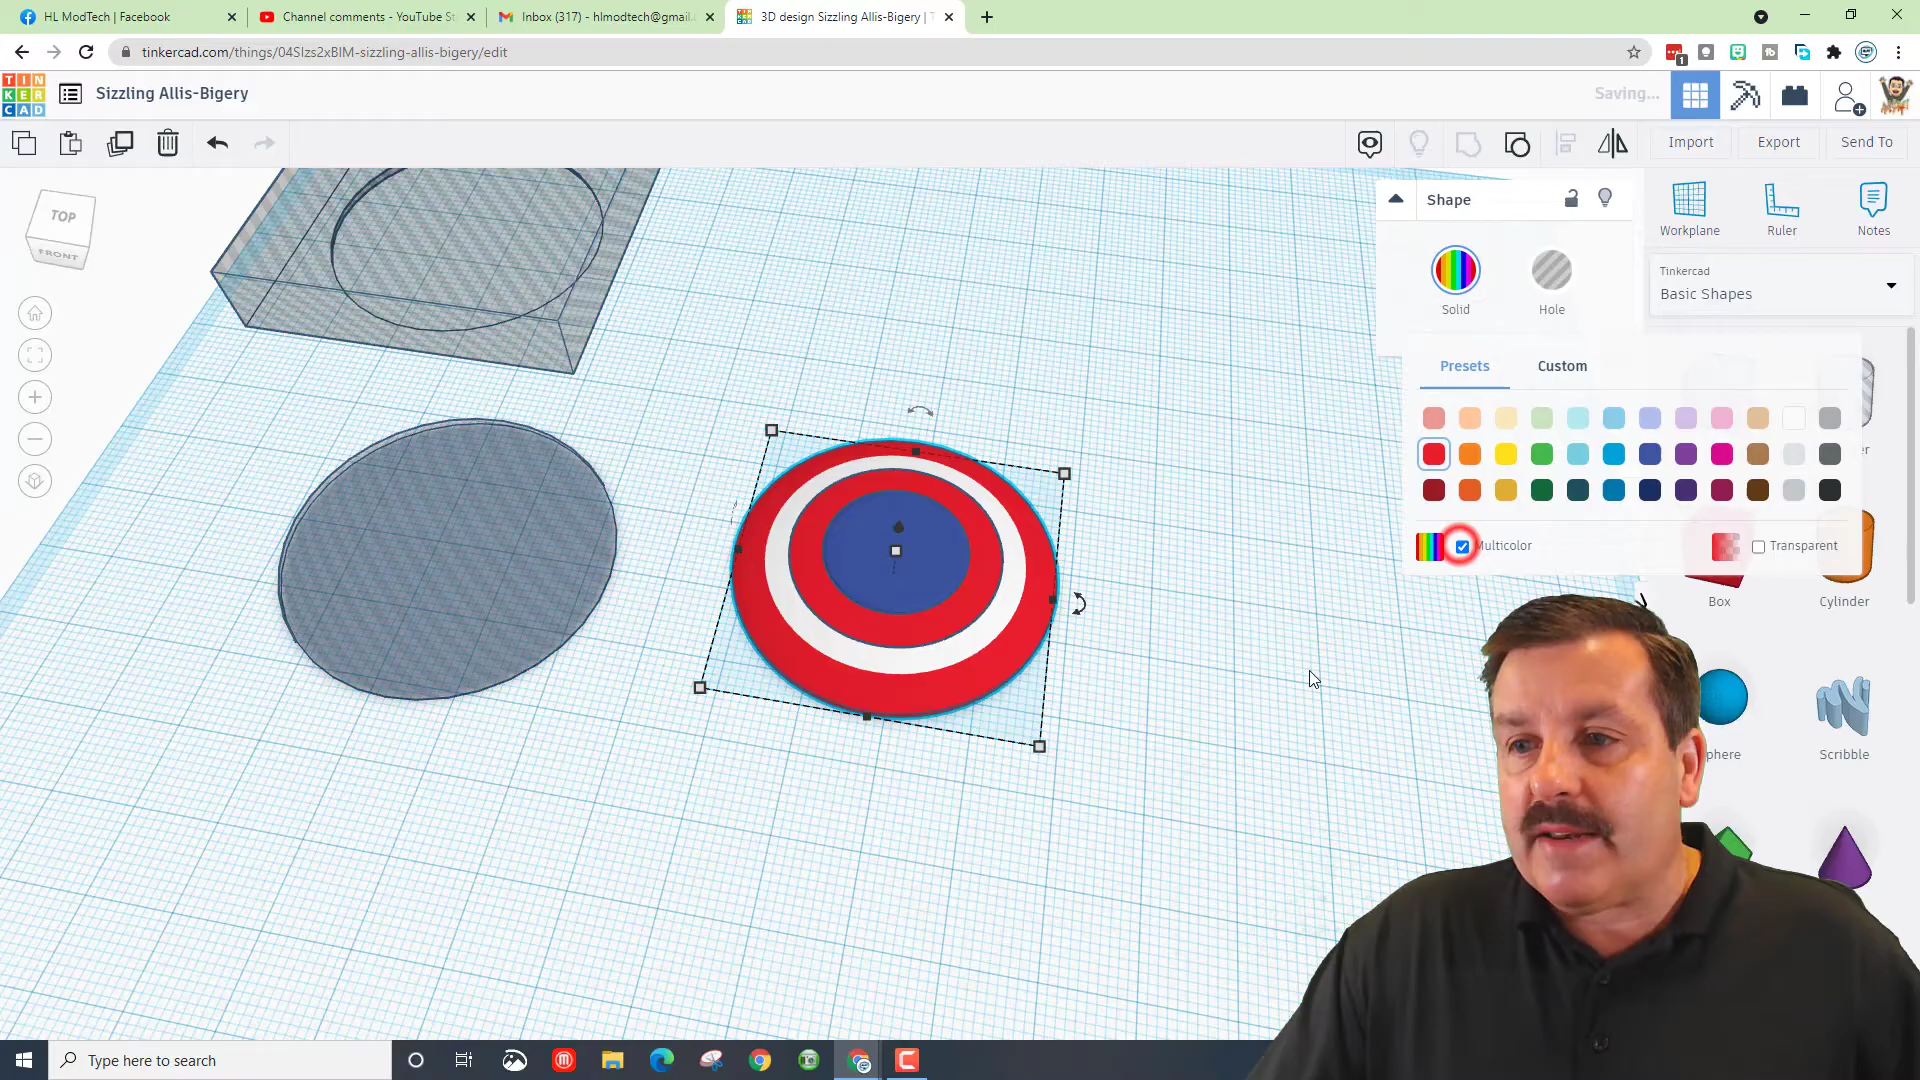 HL ModTech | Facebook
Channel comments - YouTube St
Inbox (317) - hlmodtech@gmail.
3D design Sizzling Allis-Bigery | T
tinkercad.com/things/04SIzs2xBIM-sizzling-allis-bigery/edit
1
TIN
KER
CAD
Sizzling Allis-Bigery
Saving...
Import
Export
Send To
TOP
FRONT
Shape
Solid
Hole
Workplane
Ruler
Notes
Tinkercad
Basic Shapes
Presets
Custom
Multicolor
Transparent
Box
Cylinder
phere
Scribble
Type here to search